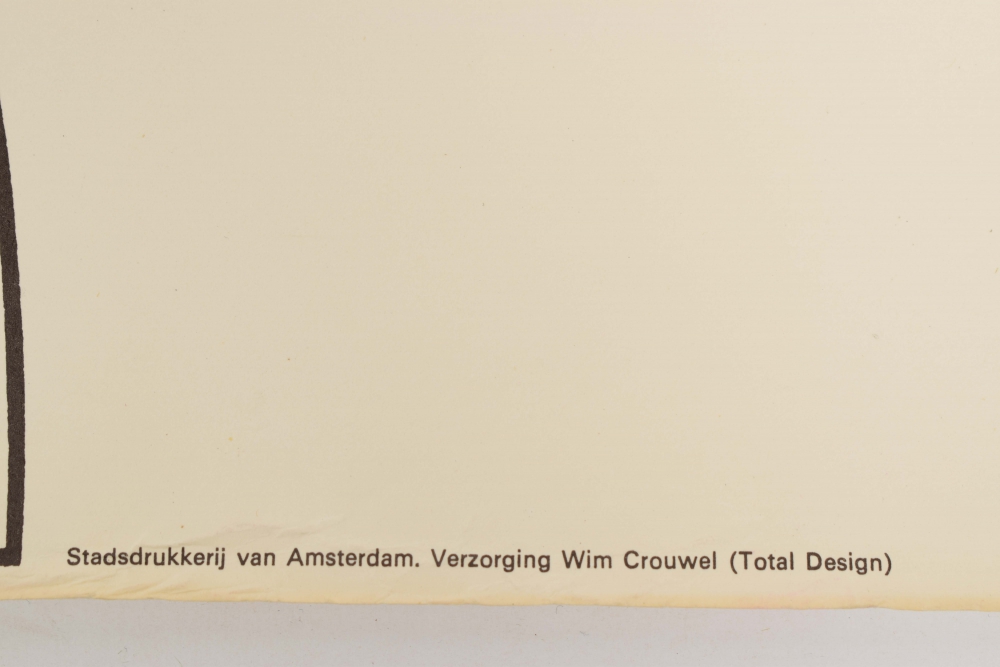 Stadsdrukkerij van Amsterdam. Verzorging Wim Crouwel (Total Design)